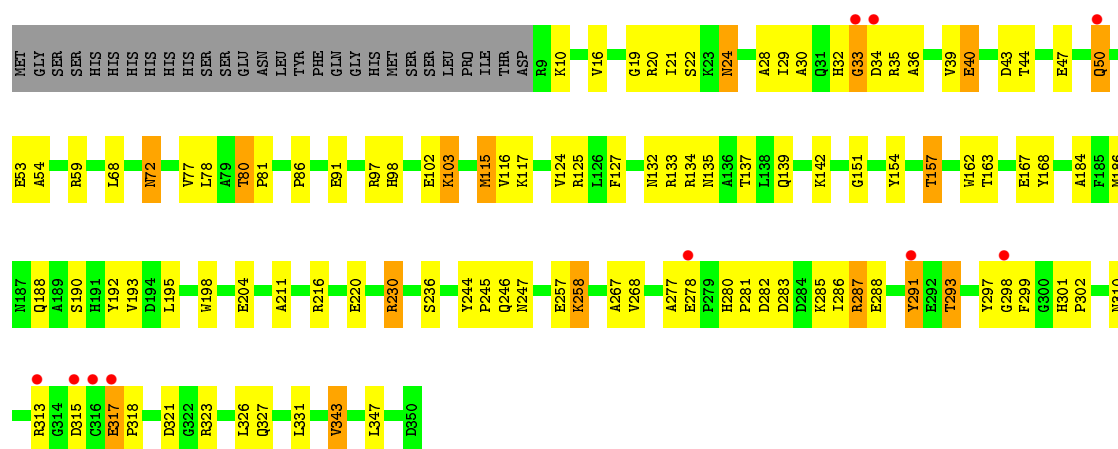 MET GLY SER SER HIS HIS HIS HIS HIS HIS SER SER GLU ASN LEU TYR PHE GLN GLY HIS MET SER SER LEU PRO ILE THR ASP R9 K10 V16 G19 R20 I21 S22 K23 N24 A28 I29 A30 Q31 H32 G33 D34 R35 A36 V39 E40 D43 T44 E47 Q50
E53 A54 R59 L68 N72 V77 L78 A79 T80 P81 P86 E91 R97 H98 E102 K103 M115 V116 K117 V124 R125 L126 F127 N132 R133 R134 N135 A136 T137 L138 Q139 K142 G151 Y154 T157 W162 T163 E167 Y168 A184 F185 M186
N187 Q188 A189 S190 H191 Y192 V193 D194 L195 W198 E204 A211 R216 E220 R230 S236 Y244 P245 Q246 N247 E257 K258 A267 V268 A277 E278 P279 H280 P281 D282 D283 D284 K285 I286 R287 E288 Y291 E292 T293 Y297 G298 F299 G300 H301 P302
R313 G314 D315 C316 E317 P318 D321 G322 R323 L326 Q327 L331 V343 L347 D350